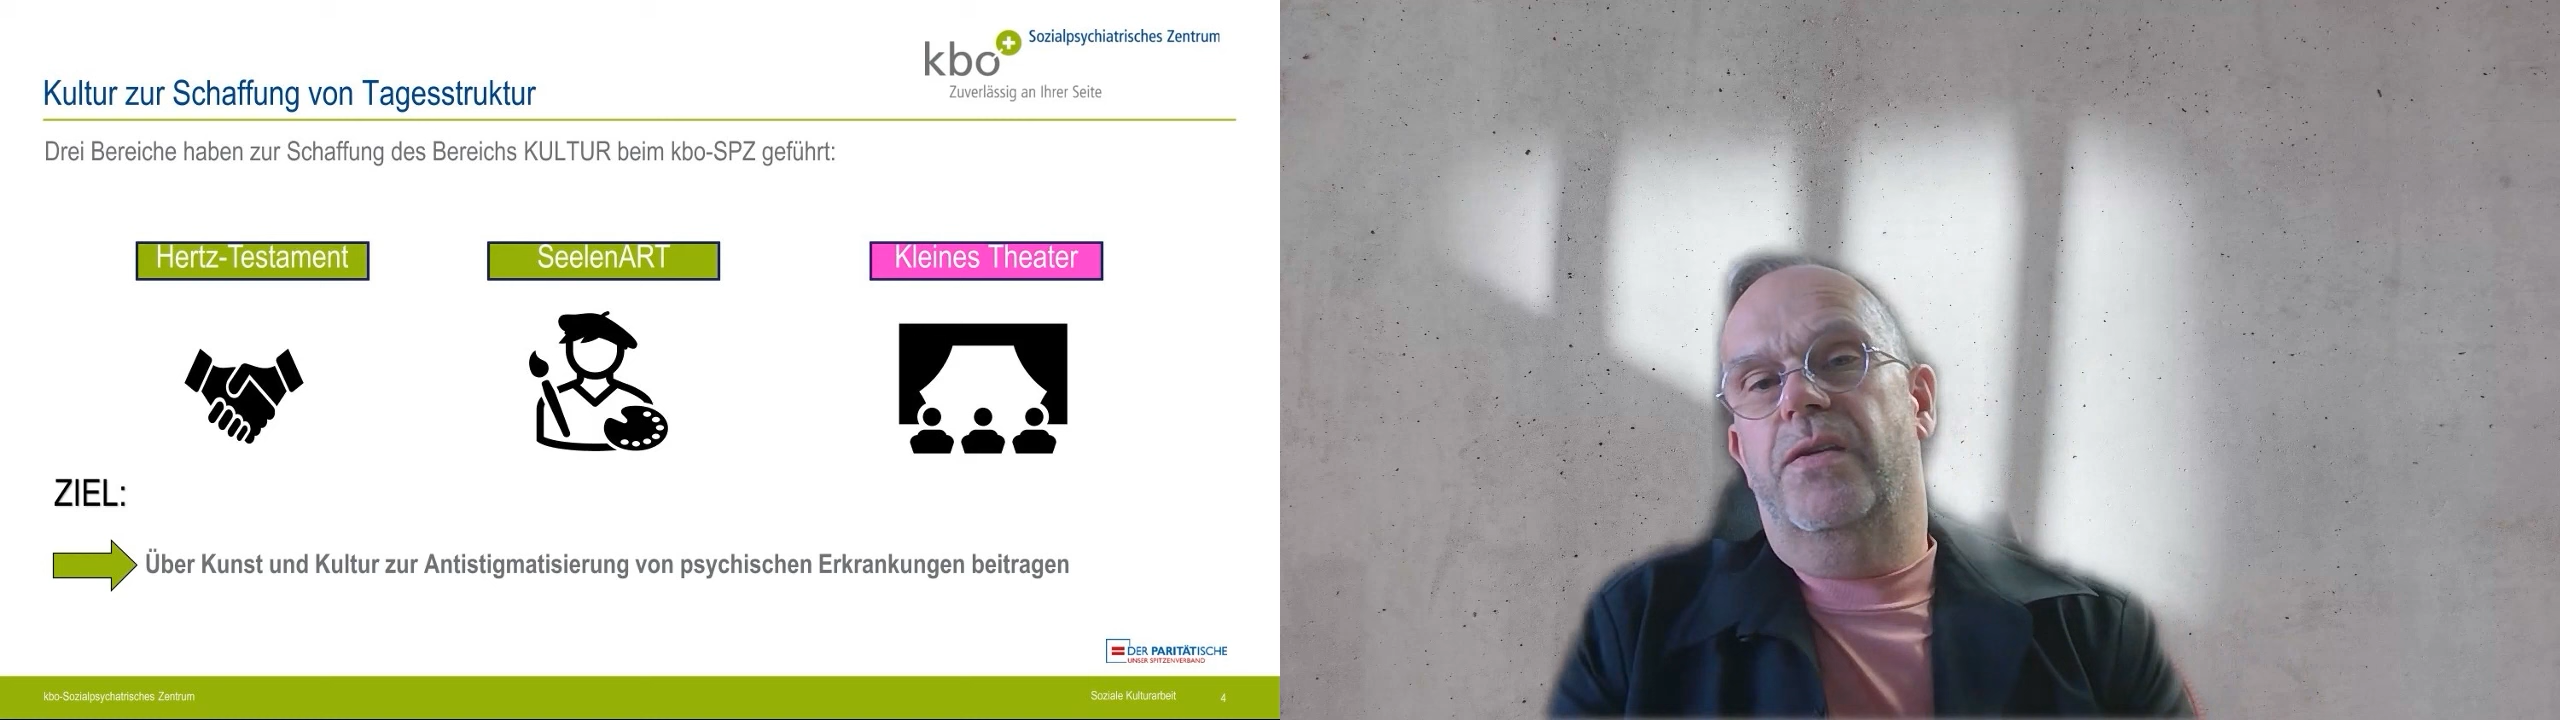 kbo Sozialpsychiatrisches Zentrum
Zuverlässig an Ihrer Seite
Kultur zur Schaffung von Tagesstruktur
Drei Bereiche haben zur Schaffung des Bereichs KULTUR beim kbo-SPZ geführt:
Hertz-Testament
SeelenART
Kleines Theater
ZIEL:
Über Kunst und Kultur zur Antistigmatisierung von psychischen Erkrankungen beitragen
DER PARITÄTISCHE
UNSER SPITZENVERBAND
kbo-Sozialpsychatrisches Zentrum
Soziale Kulturarbeit
4